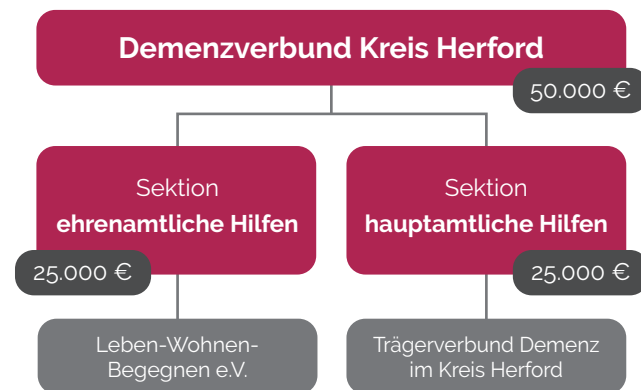 Demenzverbund Kreis Herford
50.000 €
Sektion
ehrenamtliche Hilfen
25.000 €
Sektion
hauptamtliche Hilfen
25.000 €
Leben-Wohnen-
Begegnen e.V.
Trägerverbund Demenz
im Kreis Herford